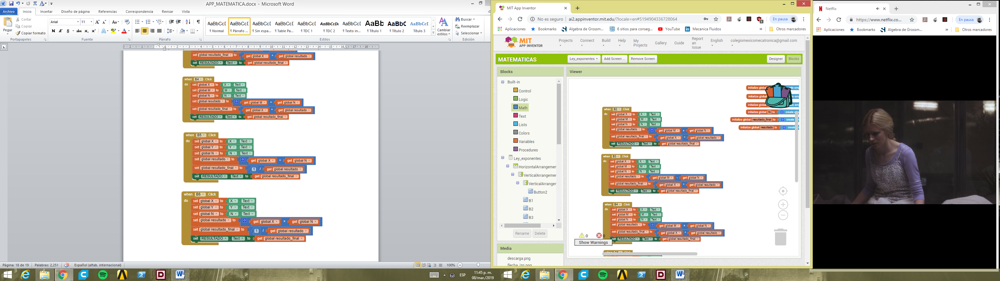 APP_MATEMATICA.docx - Microsoft Word
Archivo Inicio Insertar Diseño de página Referencias Correspondencia Revisar Vista
Pegar
Cortar
Copiar
Copiar formato
Portapapeles
Arial 11
N K S abc
Fuente
Párrafo
AaBbCcI AaBbCcI AaBbCcI AaBbCcI AaBbCcI AaBbCcDc AaBbCcI AaBb AaBbC AaBbCcI
¶ Normal ¶ Párrafo ... ¶ Sin espa... ¶ Table Pa... ¶ TDC 1 ¶ TDC 2 ¶ Texto in... ¶ Título 1 ¶ Título 2 Título 3
Cambiar estilos
Estilos
Buscar
Reemplazar
Seleccionar
Edición
set global resultado_final to get global X ^ get global resultado
set RESULTADO . Text to get global resultado_final
when B4 .Click
do set global X to X . Text
set global M to M . Text
set global N to N . Text
set global resultado to get global M × get global N
set global resultado_final to get global X ^ get global resultado
set RESULTADO . Text to get global resultado_final
when B5 .Click
do set global X to X . Text
set global Y to Y . Text
set global N to N . Text
set global resultado to get global X × get global N
set global resultado_final to 1 / get global resultado
set RESULTADO . Text to get global resultado_final
when B6 .Click
do set global X to X . Text
set global Y to Y . Text
set global N to N . Text
set global resultado to get global X × get global N
set global resultado_final to 1 / get global resultado
set RESULTADO . Text to get global resultado_final
Página: 18 de 19 Palabras: 2,251 Español (alfab. internacional) 100%
MIT App Inventor
No es seguro ai2.appinventor.mit.edu/?locale=en#5194904336728064 En pausa
Aplicaciones Bookmarks Algebra de Grossm... 6 sitios para conseg... YouTube Mecanica Fluidos » Otros marcadores
MIT
APP INVENTOR
Projects Connect Build Help My Projects Gallery Guide Report an Issue English colegiomexicomecatronica@gmail.com
MATEMATICAS Ley_exponentes Add Screen ... Remove Screen Designer Blocks
Blocks
Built-in
Control
Logic
Math
Text
Lists
Colors
Variables
Procedures
Ley_exponentes
HorizontalArrangemen
VerticalArrangemen
VerticalArranger
Button2
B1
B2
B3
Rename Delete
Media
descarga.png
flecha_izq.png
Viewer
initialize global
initialize global
initialize global
initialize global N to create em
initialize global resultado_final to create
initialize global resultado to create
when B2 .Click
do set global X to X . Text
set global M to M . Text
set global N to N . Text
set global resultado to get global M + get global N
set global resultado_final to get global X ^ get global resultado
set RESULTADO . Text to get global resultado_final
when B3 .Click
do set global X to X . Text
set global M to M . Text
set global N to N . Text
set global resultado to get global M - get global N
set global resultado_final to get global X ^ get global resultado
set RESULTADO . Text to get global resultado_final
when B4 .Click
do set global X to X . Text
set global M to M . Text
set global N to N . Text
set global resultado to get global M × get global N
set global resultado_final to get global X ^ get global resultado
set RESULTADO . Text to get global resultado_final
0 0
Show Warnings
Netflix
https://www.netflix.co... En pausa
Aplicaciones Bookmarks Algebra de Grossm... » Otros marcadores
ESP
11:45 p. m.
08/mar./2019